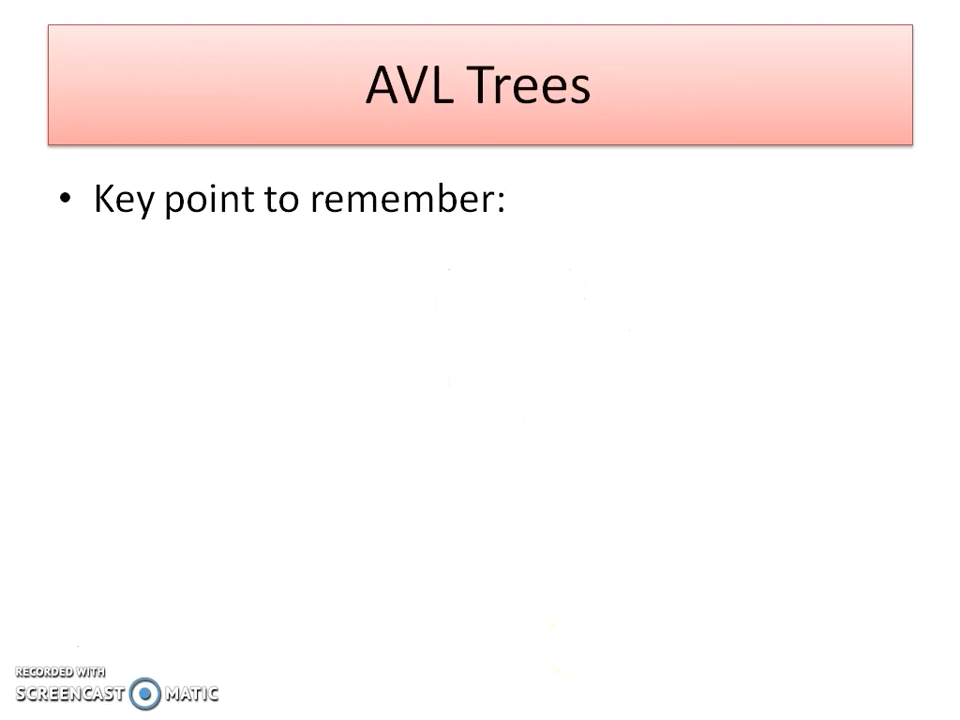 AVL Trees
• Key point to remember:
RECORDED WITH
SCREENCAST MATIC